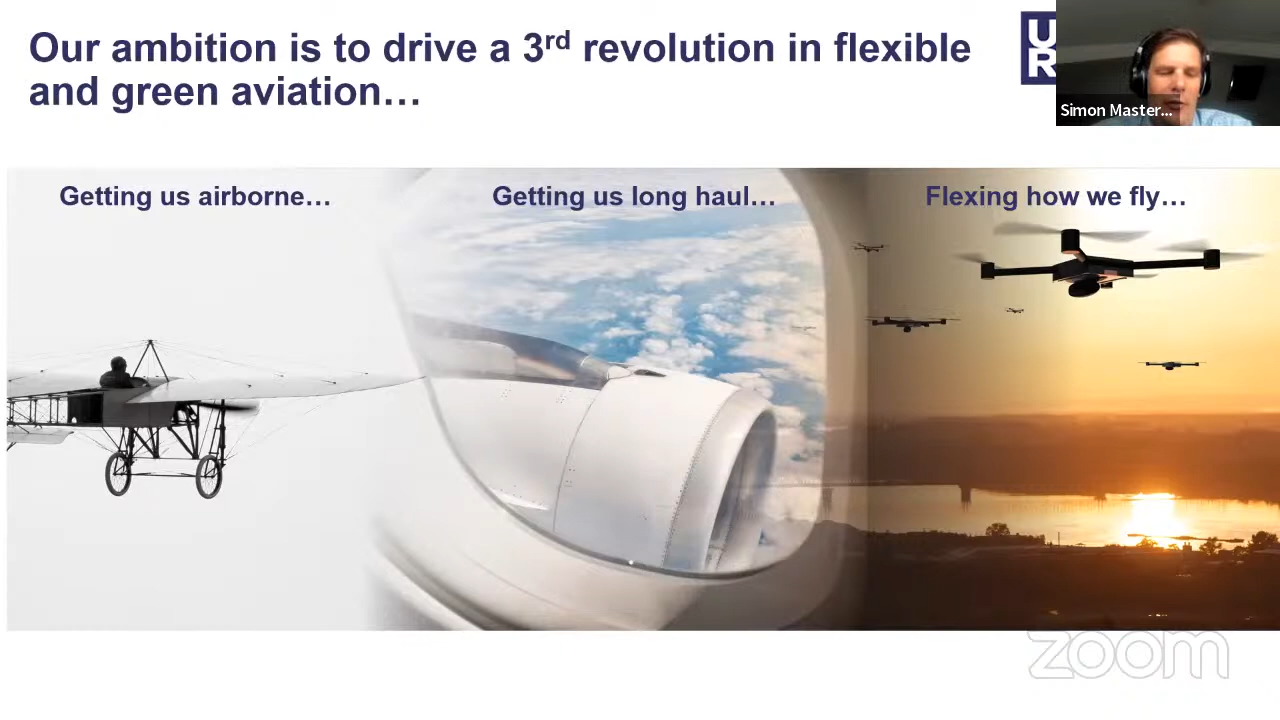 Our ambition is to drive a 3rd revolution in flexible
and green aviation…
U
R
Simon Master...
Getting us airborne…
Getting us long haul…
Flexing how we fly…
zoom